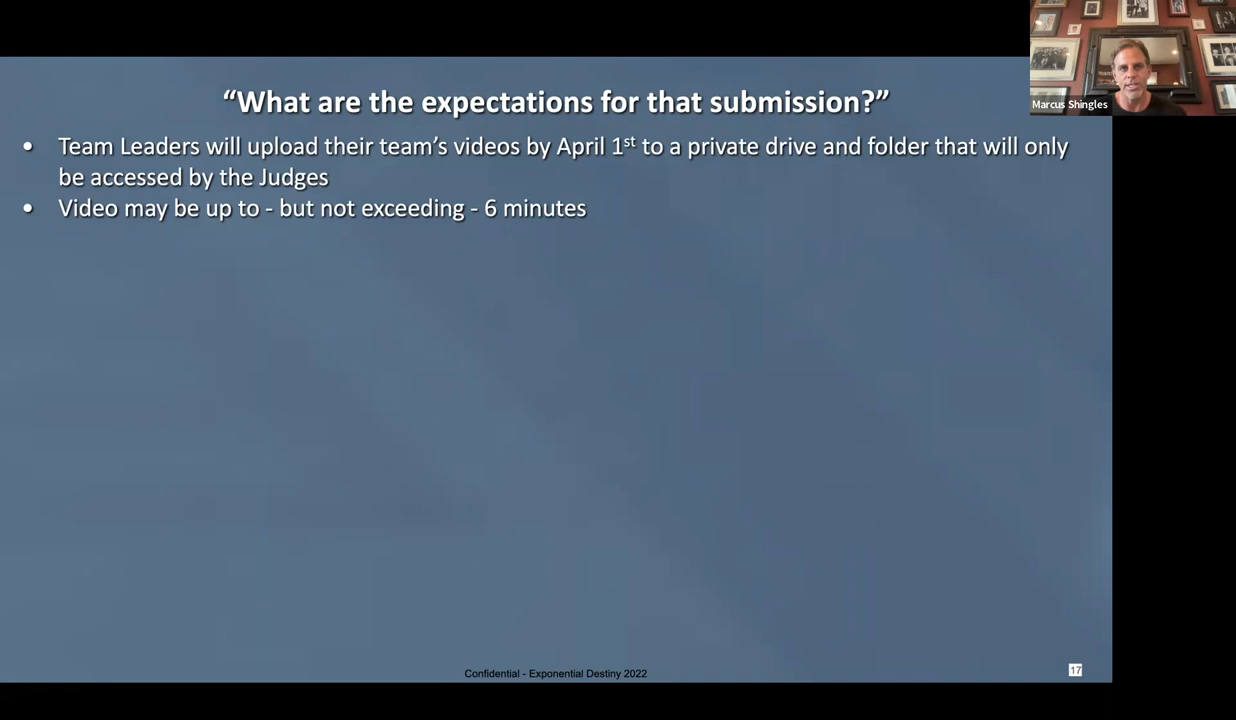 Marcus Shingles
“What are the expectations for that submission?”
• Team Leaders will upload their team’s videos by April 1st to a private drive and folder that will only
be accessed by the Judges
• Video may be up to - but not exceeding - 6 minutes
Confidential - Exponential Destiny 2022
17